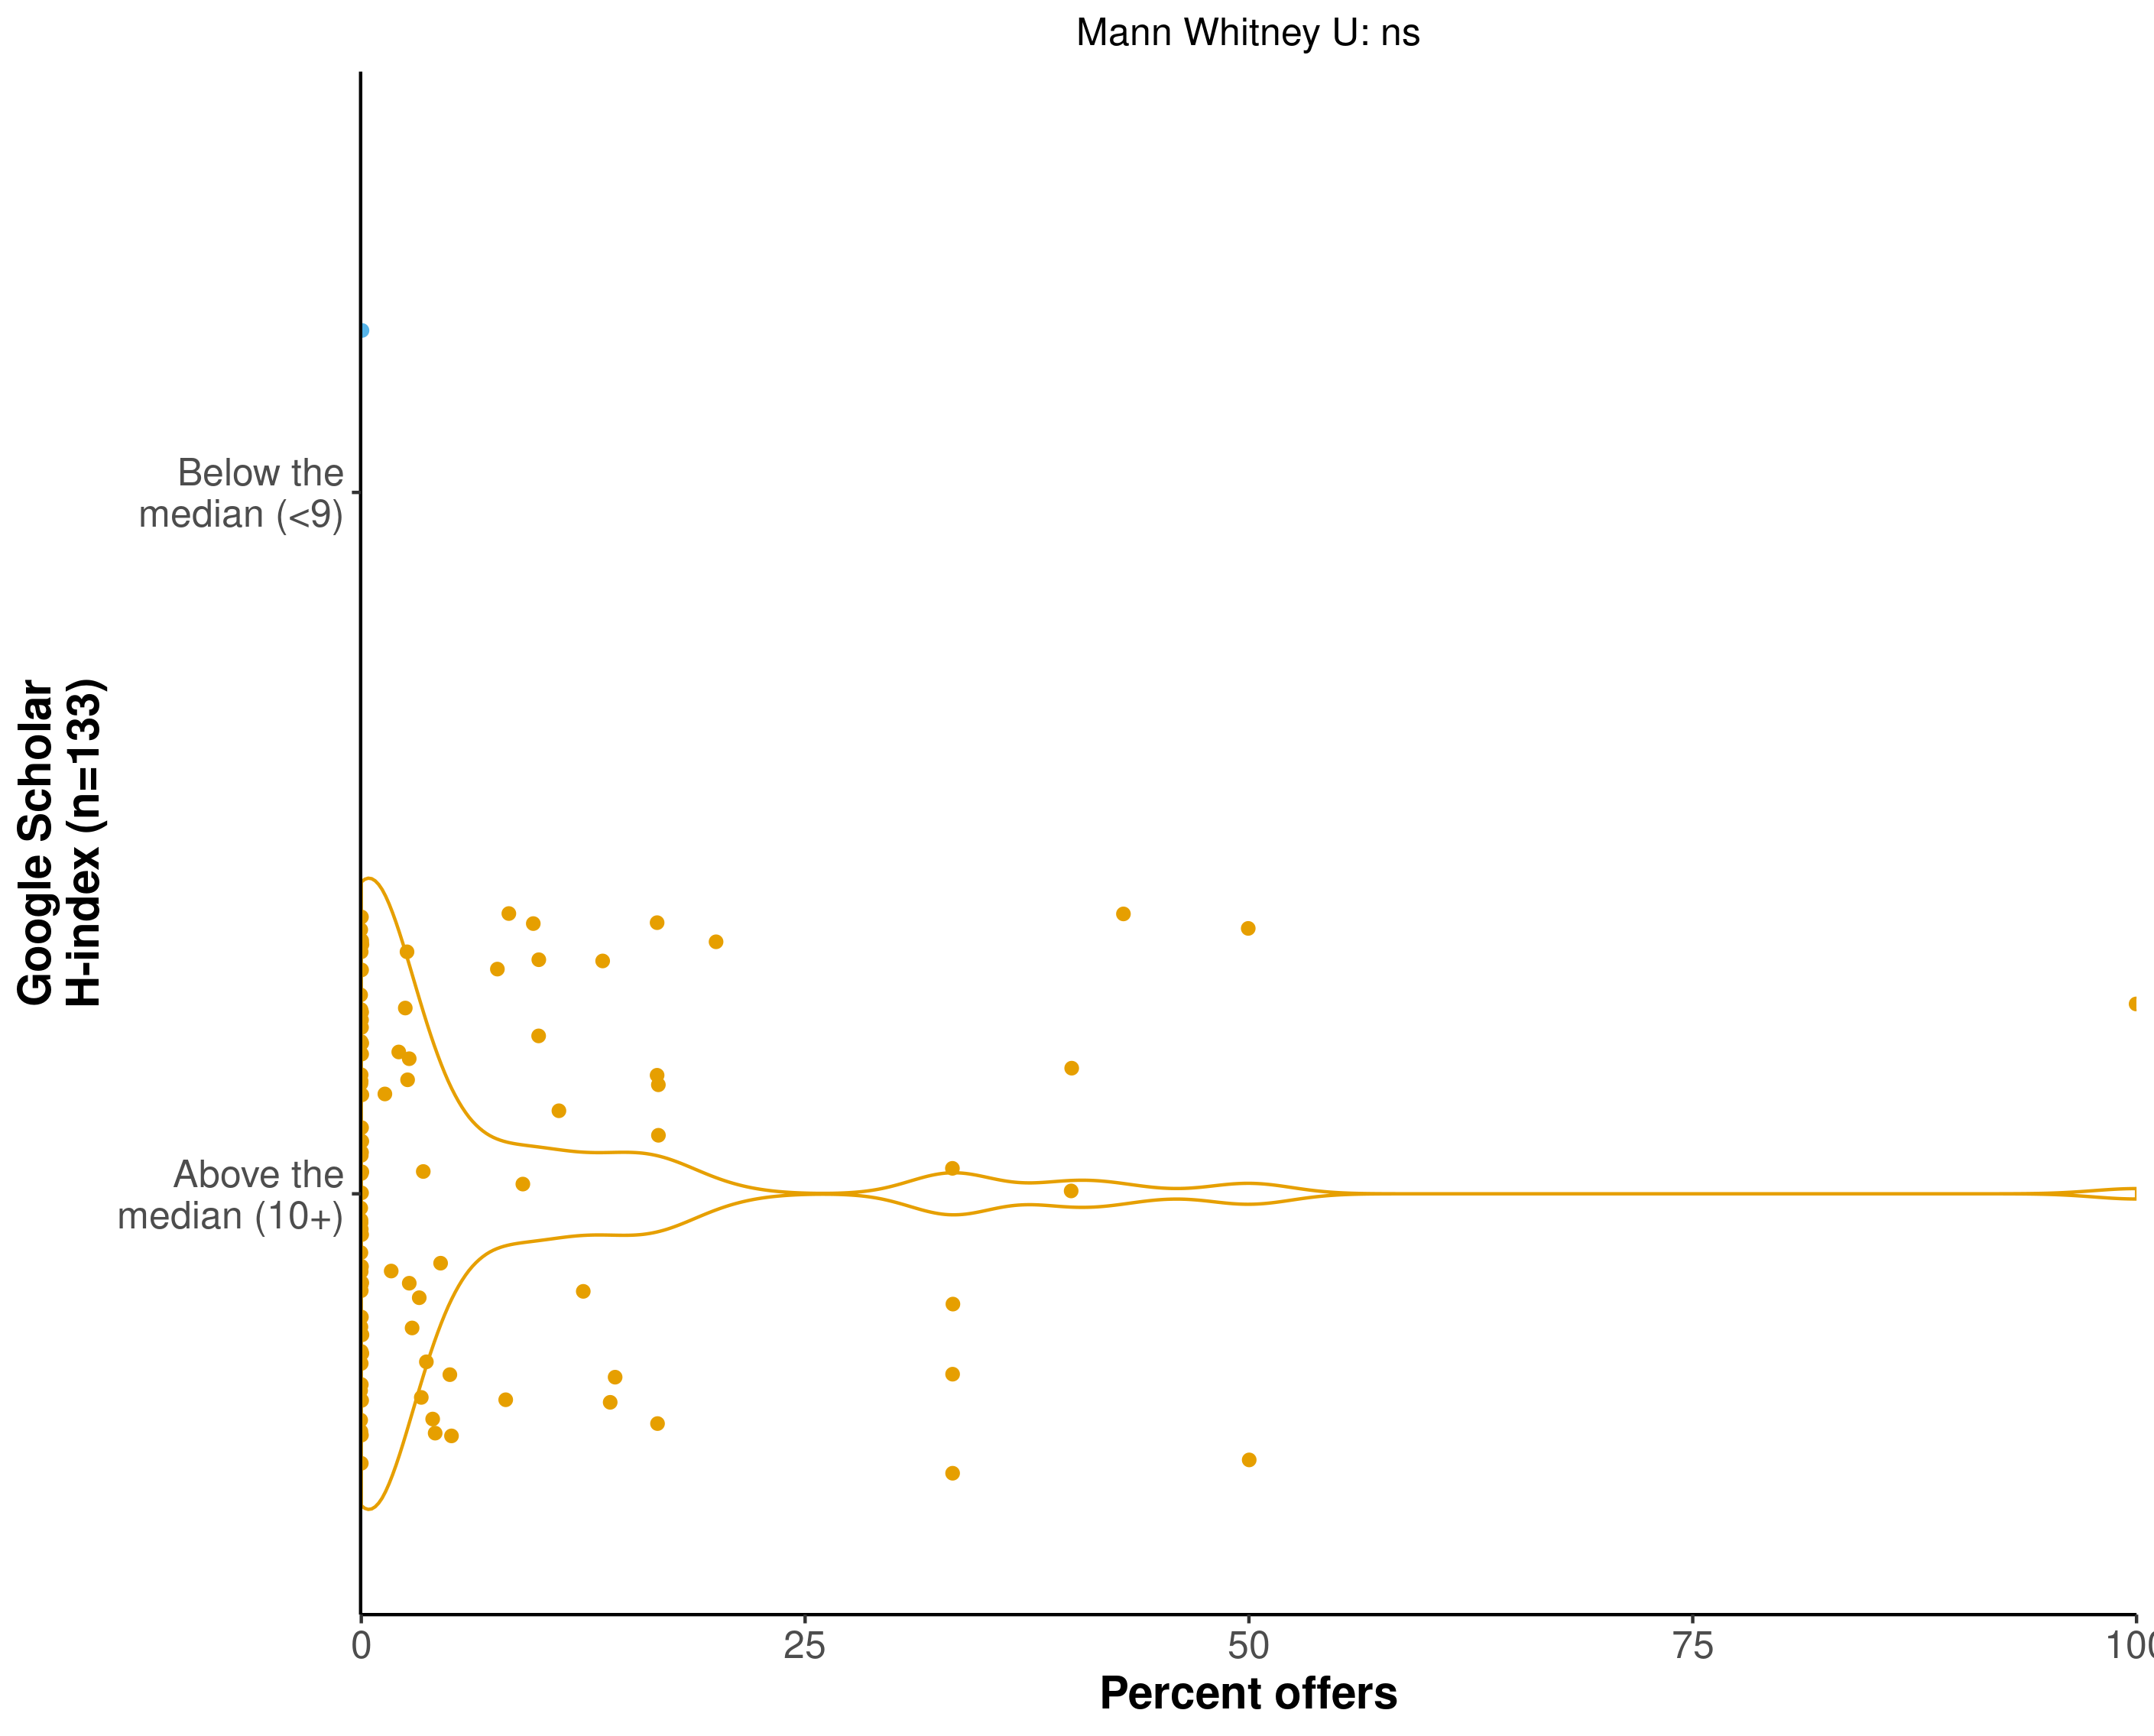 Mann Whitney U: ns
Below the
median (<9)
Google Scholar
H-index (n=133)
Above the
median (10+)
0
25
50
75
100
Percent offers